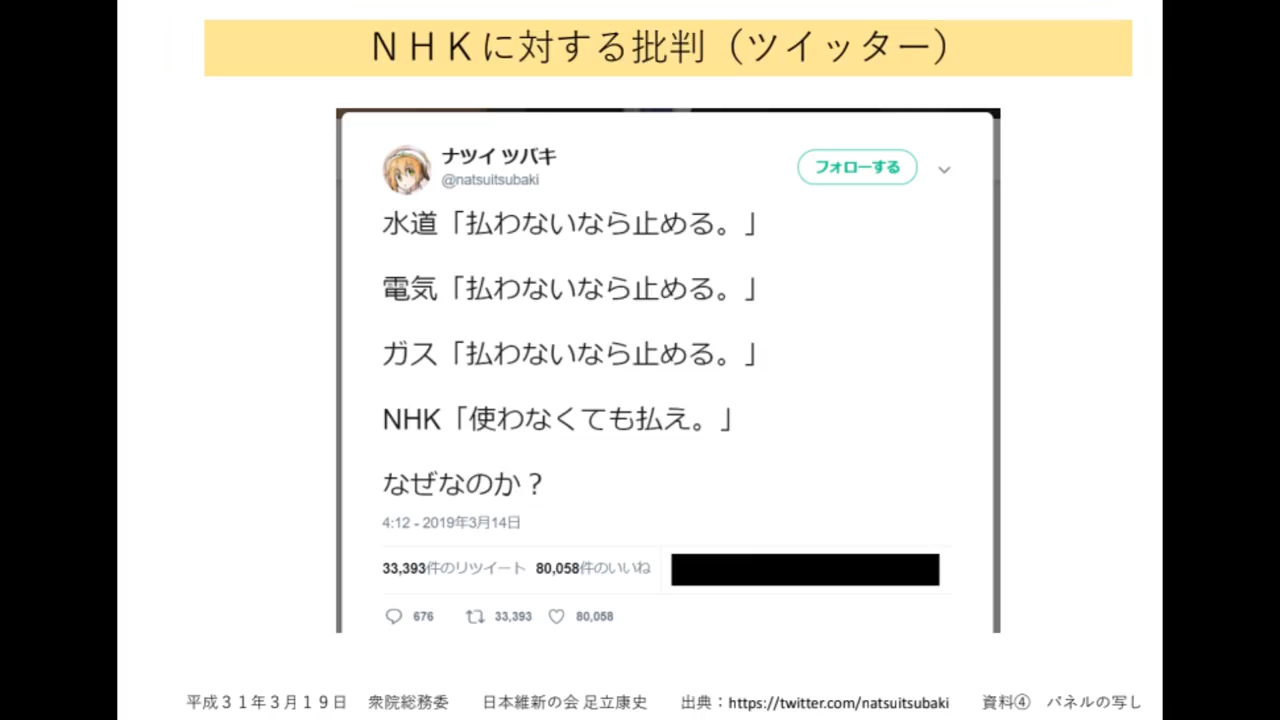 ＮＨＫに対する批判（ツイッター）
ナツイ ツバキ
@natsuitsubaki
フォローする
水道「払わないなら止める。」
電気「払わないなら止める。」
ガス「払わないなら止める。」
NHK「使わなくても払え。」
なぜなのか？
4:12 - 2019年3月14日
33,393件のリツイート 80,058件のいいね
676 33,393 80,058
平成３１年３月１９日 衆院総務委 日本維新の会 足立康史 出典：https://twitter.com/natsuitsubaki 資料④ パネルの写し